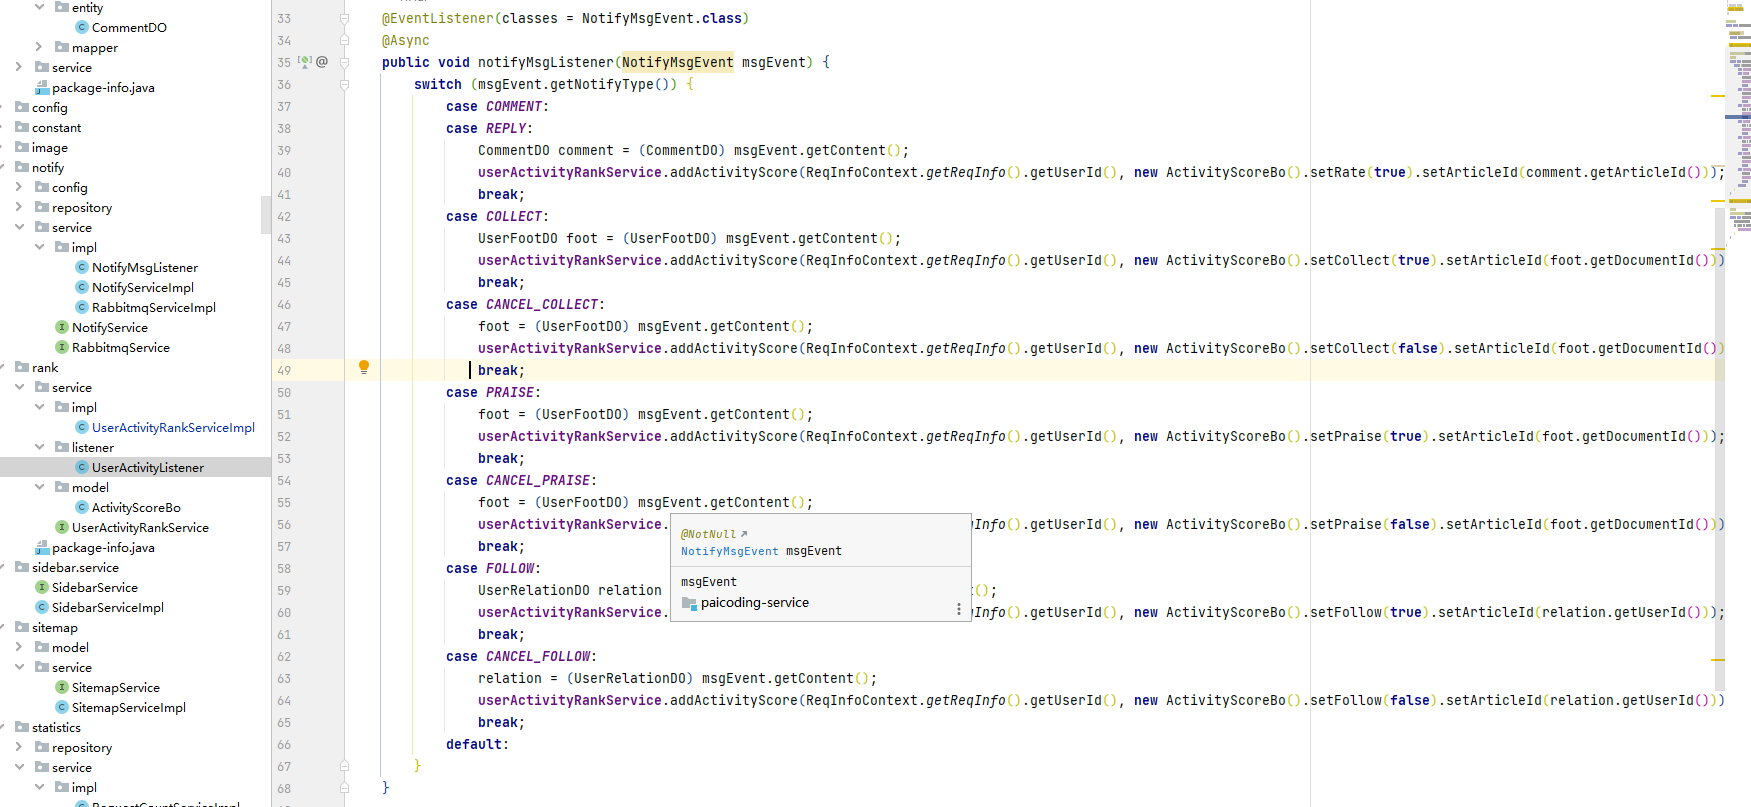 entity
CommentDO
mapper
service
package-info.java
config
constant
image
notify
config
repository
service
impl
NotifyMsgListener
NotifyServiceImpl
RabbitmqServiceImpl
NotifyService
RabbitmqService
rank
service
impl
UserActivityRankServiceImpl
listener
UserActivityListener
model
ActivityScoreBo
UserActivityRankService
package-info.java
sidebar.service
SidebarService
SidebarServiceImpl
sitemap
model
service
SitemapService
SitemapServiceImpl
statistics
repository
service
impl
RequestCountServiceImpl
33 @EventListener(classes = NotifyMsgEvent.class)
34 @Async
35 @ public void notifyMsgListener(NotifyMsgEvent msgEvent) {
36 switch (msgEvent.getNotifyType()) {
37 case COMMENT:
38 case REPLY:
39 CommentDO comment = (CommentDO) msgEvent.getContent();
40 userActivityRankService.addActivityScore(ReqInfoContext.getReqInfo().getUserId(), new ActivityScoreBo().setRate(true).setArticleId(comment.getArticleId()));
41 break;
42 case COLLECT:
43 UserFootDO foot = (UserFootDO) msgEvent.getContent();
44 userActivityRankService.addActivityScore(ReqInfoContext.getReqInfo().getUserId(), new ActivityScoreBo().setCollect(true).setArticleId(foot.getDocumentId()))
45 break;
46 case CANCEL_COLLECT:
47 foot = (UserFootDO) msgEvent.getContent();
48 userActivityRankService.addActivityScore(ReqInfoContext.getReqInfo().getUserId(), new ActivityScoreBo().setCollect(false).setArticleId(foot.getDocumentId())
49 break;
50 case PRAISE:
51 foot = (UserFootDO) msgEvent.getContent();
52 userActivityRankService.addActivityScore(ReqInfoContext.getReqInfo().getUserId(), new ActivityScoreBo().setPraise(true).setArticleId(foot.getDocumentId()));
53 break;
54 case CANCEL_PRAISE:
55 foot = (UserFootDO) msgEvent.getContent();
56 userActivityRankService. eqInfo().getUserId(), new ActivityScoreBo().setPraise(false).setArticleId(foot.getDocumentId()))
57 break;
58 case FOLLOW:
59 UserRelationDO relation t();
60 userActivityRankService. eqInfo().getUserId(), new ActivityScoreBo().setFollow(true).setArticleId(relation.getUserId()));
61 break;
62 case CANCEL_FOLLOW:
63 relation = (UserRelationDO) msgEvent.getContent();
64 userActivityRankService.addActivityScore(ReqInfoContext.getReqInfo().getUserId(), new ActivityScoreBo().setFollow(false).setArticleId(relation.getUserId()))
65 break;
66 default:
67 }
68 }
@NotNull
NotifyMsgEvent msgEvent
msgEvent
paicoding-service